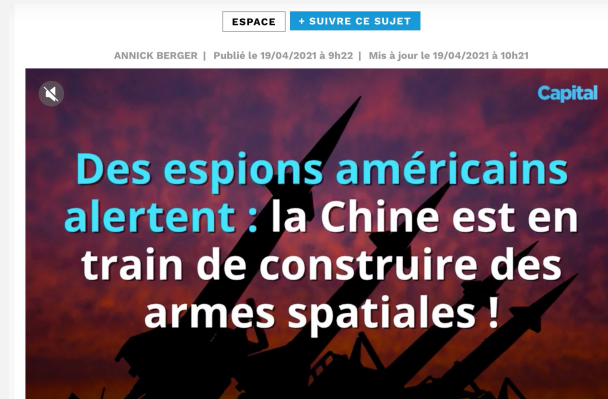 ESPACE + SUIVRE CE SUJET
ANNICK BERGER | Publié le 19/04/2021 à 9h22 | Mis à jour le 19/04/2021 à 10h21
Capital
Des espions américains
alertent : la Chine est en
train de construire des
armes spatiales !